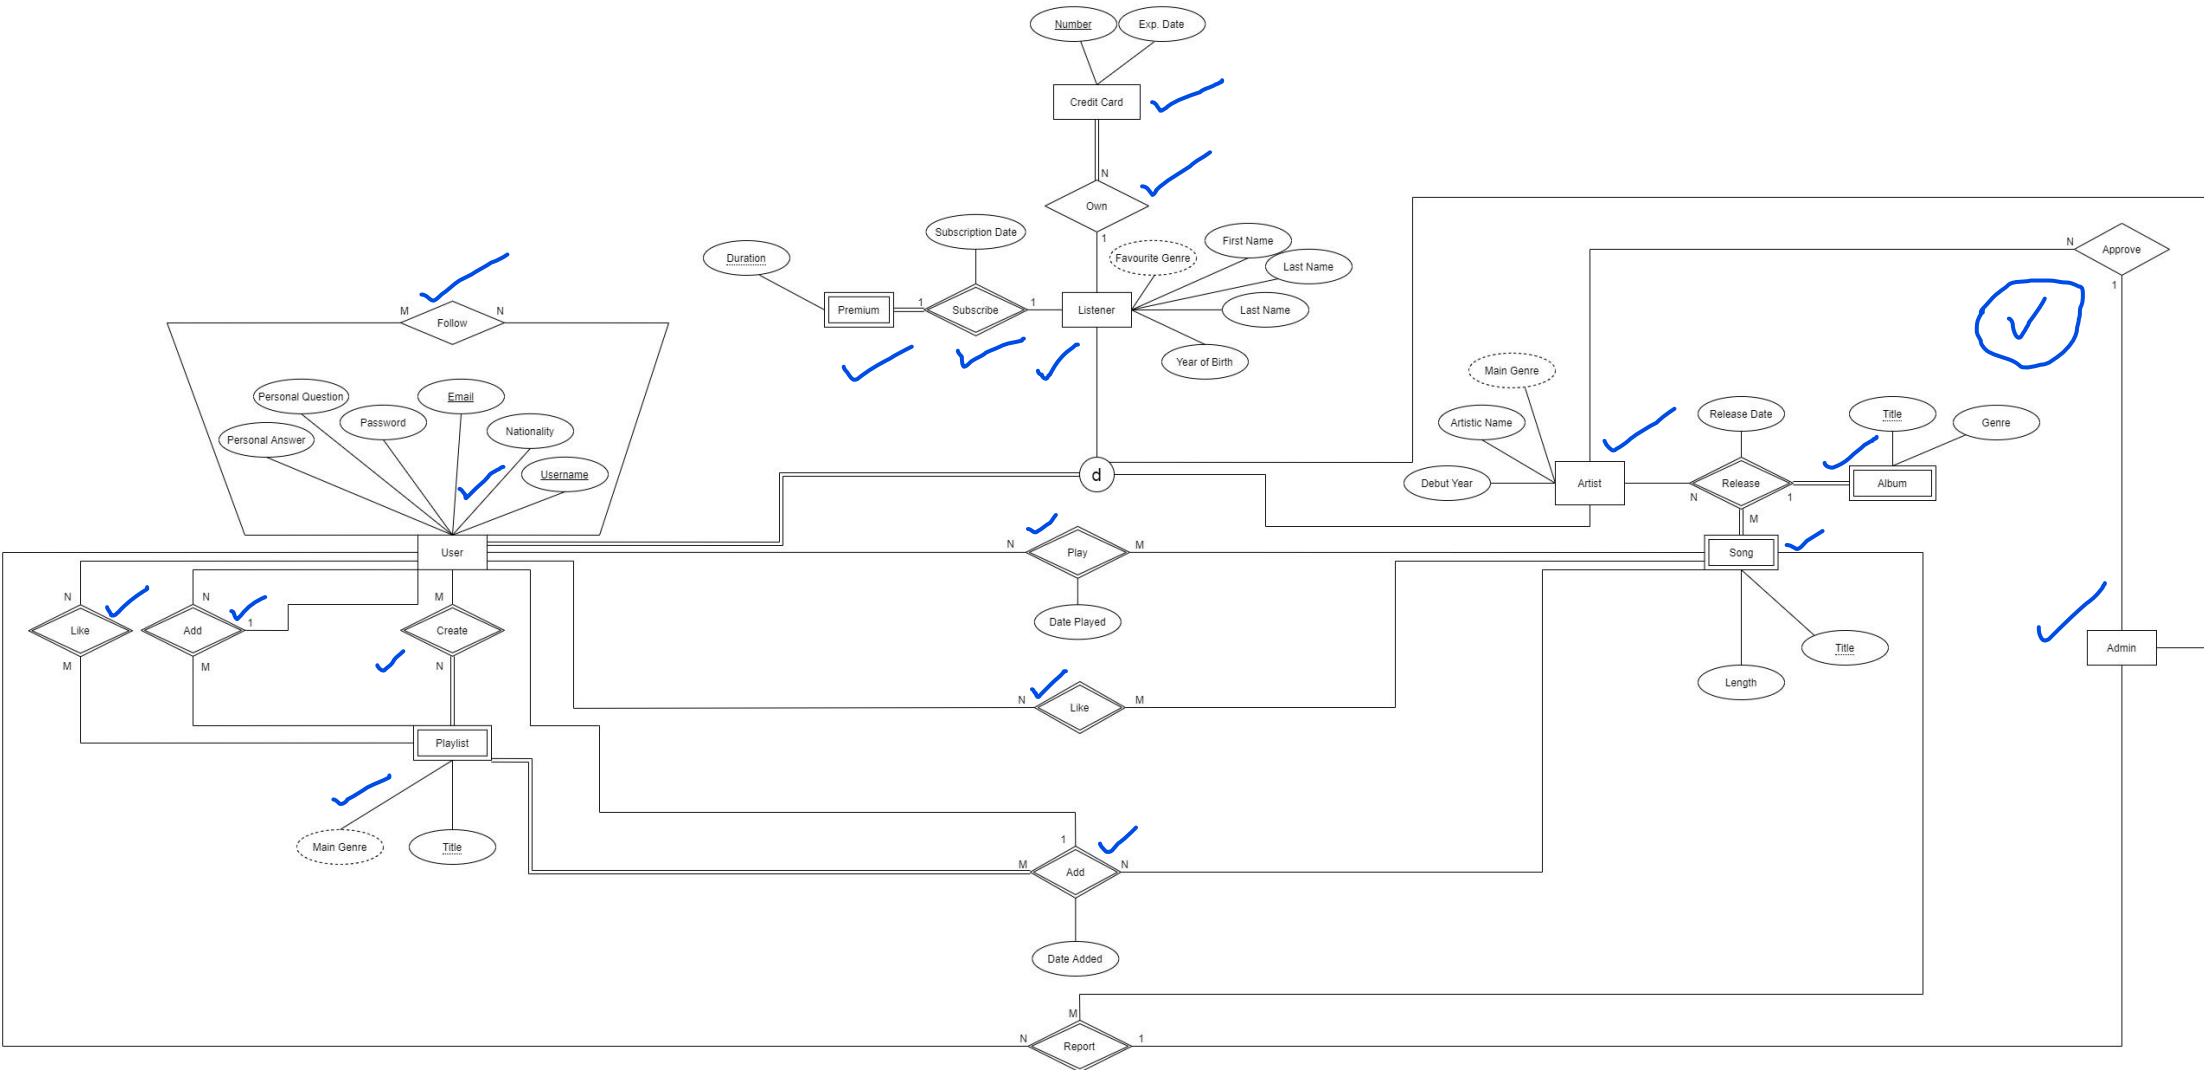 Number
Exp. Date
Credit Card
N
Own
1
Subscription Date
Duration
Premium
1
Subscribe
1
Listener
Favourite Genre
First Name
Last Name
Last Name
Year of Birth
N
Approve
1
M
Follow
N
Personal Question
Email
Password
Nationality
Personal Answer
Username
Main Genre
Artistic Name
Debut Year
Artist
Release Date
N
Release
1
M
Title
Genre
Album
d
User
N
Play
M
Date Played
Song
Title
Length
Admin
N
Like
M
N
Add
1
M
M
Create
N
N
Like
M
Playlist
Main Genre
Title
1
M
Add
N
Date Added
M
N
Report
1